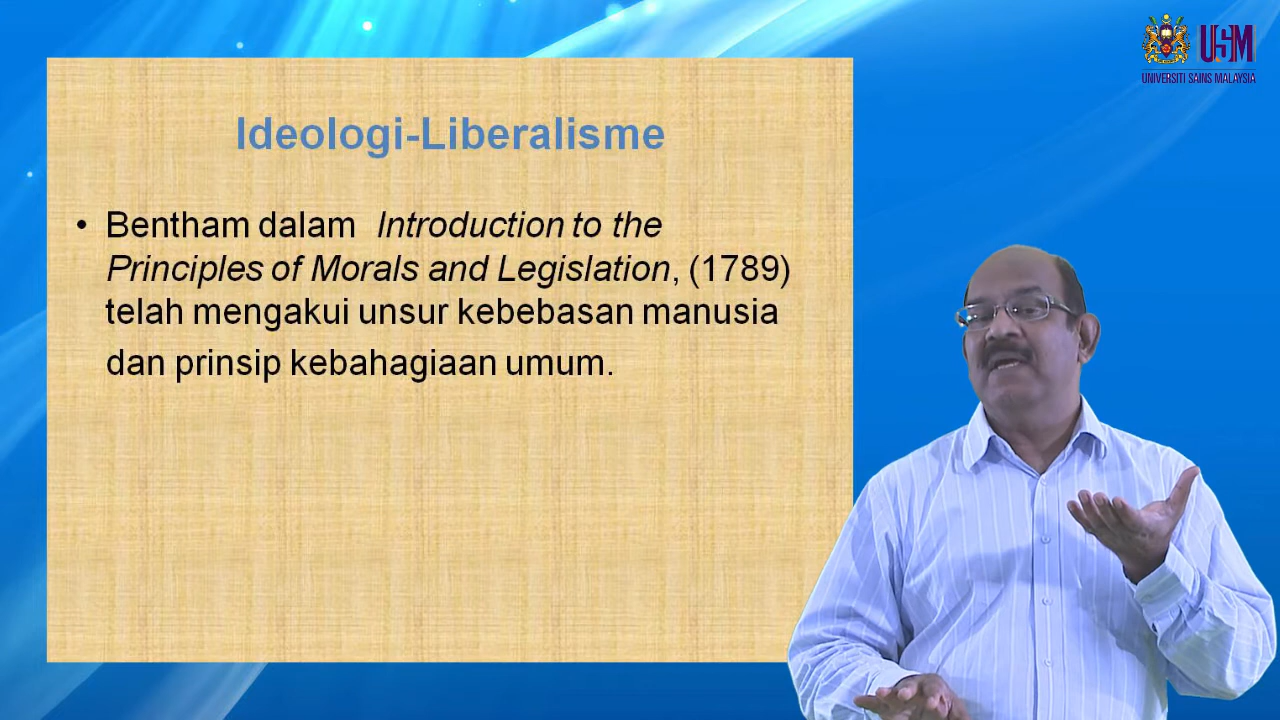 USM
UNIVERSITI SAINS MALAYSIA
Ideologi-Liberalisme
• Bentham dalam Introduction to the
Principles of Morals and Legislation, (1789)
telah mengakui unsur kebebasan manusia
dan prinsip kebahagiaan umum.